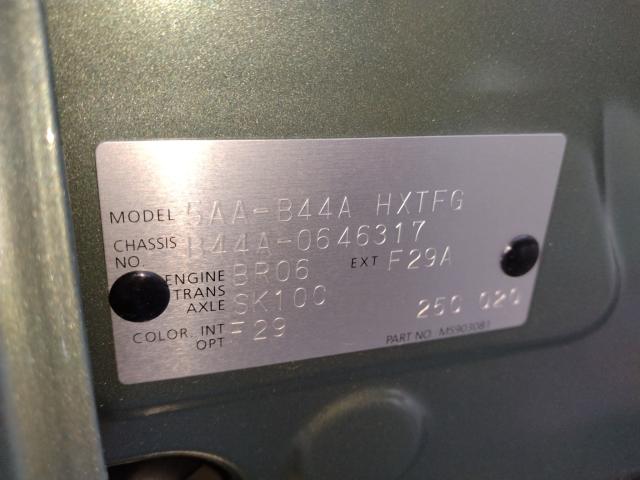 MODEL 5AA-B44A HXTFG
CHASSIS NO. B44A-0646317
ENGINE BR06 EXT F29A
TRANS AXLE SK10C
COLOR. INT OPT F29
25C 020
PART NO. MS903081